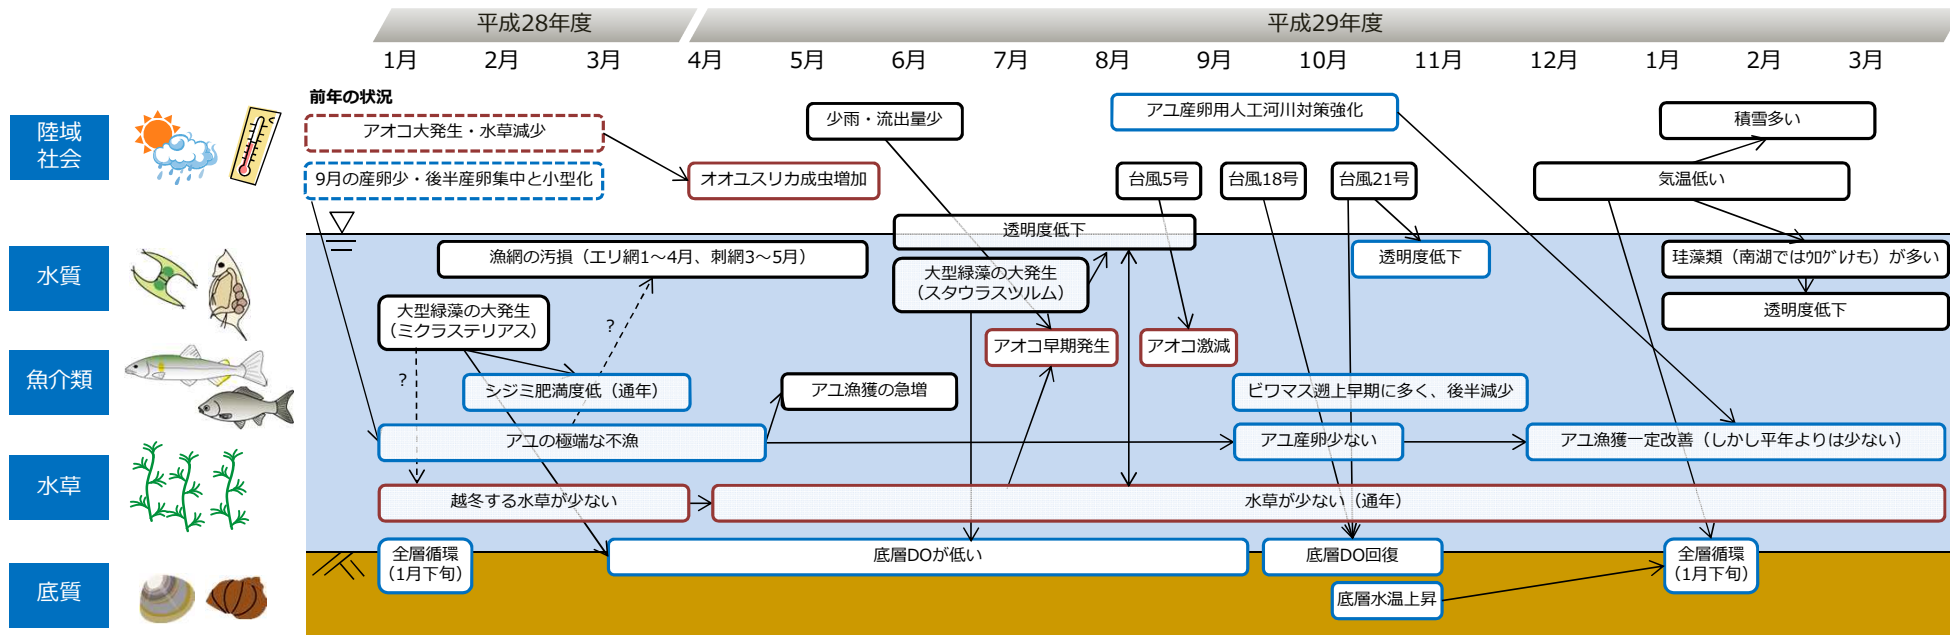 平成28年度
平成29年度
1月 2月 3月 4月 5月 6月 7月 8月 9月 10月 11月 12月 1月 2月 3月
前年の状況
陸域
社会
アオコ大発生・水草減少
少雨・流出量少
アユ産卵用人工河川対策強化
積雪多い
9月の産卵少・後半産卵集中と小型化
オオユスリカ成虫増加
台風5号
台風18号
台風21号
気温低い
水質
透明度低下
漁網の汚損（エリ網1～4月、刺網3～5月）
大型緑藻の大発生
（スタウラスツルム）
透明度低下
珪藻類（南湖ではｳﾛｸﾞﾚﾅも）が多い
大型緑藻の大発生
（ミクラステリアス）
?
透明度低下
アオコ早期発生
アオコ激減
魚介類
?
シジミ肥満度低（通年）
アユ漁獲の急増
ビワマス遡上早期に多く、後半減少
アユの極端な不漁
アユ産卵少ない
アユ漁獲一定改善（しかし平年よりは少ない）
水草
越冬する水草が少ない
水草が少ない（通年）
底質
全層循環
（1月下旬）
底層DOが低い
底層DO回復
全層循環
（1月下旬）
底層水温上昇